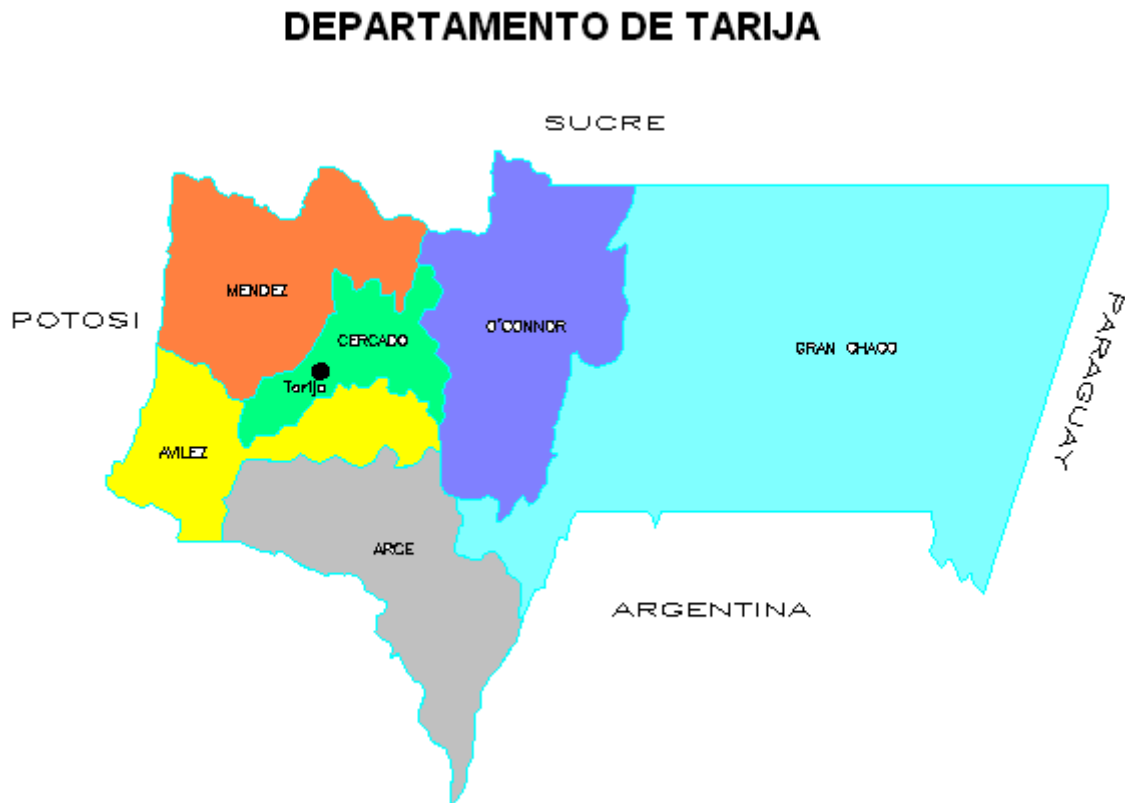 DEPARTAMENTO DE TARIJA
SUCRE
MENDEZ
POTOSI
O'CONNOR
CERCADO
GRAN CHACO
PARAGUAY
Tarija
AVILEZ
ARCE
ARGENTINA